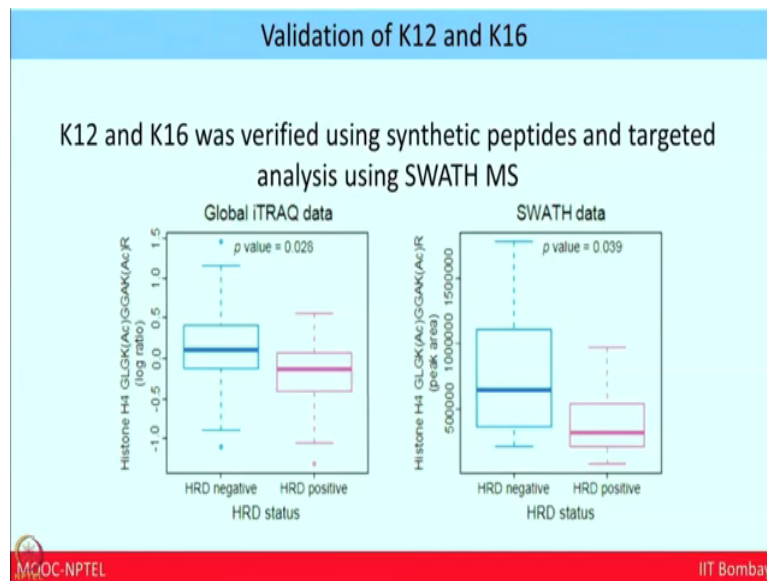 Validation of K12 and K16
K12 and K16 was verified using synthetic peptides and targeted
analysis using SWATH MS
Global iTRAQ data
p value = 0.028
Histone H4 GLGK(Ac)GGAK(Ac)R
(log ratio)
1.5
1.0
0.5
0.0
-0.5
-1.0
HRD negative HRD positive
HRD status
SWATH data
p value = 0.039
Histone H4 GLGK(Ac)GGAK(Ac)R
(peak area)
1500000
1000000
500000
HRD negative HRD positive
HRD status
MOOC-NPTEL
IIT Bombay